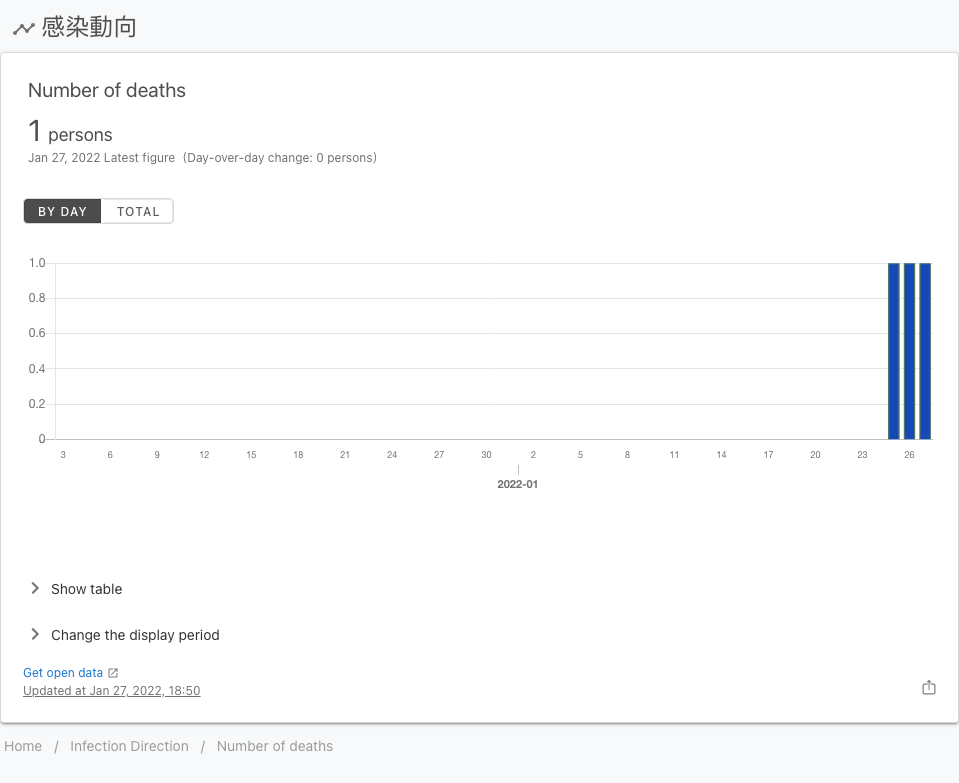 感染動向
Number of deaths
1 persons
Jan 27, 2022 Latest figure (Day-over-day change: 0 persons)
BY DAY TOTAL
1.0
0.8
0.6
0.4
0.2
0
3 6 9 12 15 18 21 24 27 30 2 5 8 11 14 17 20 23 26
2022-01
Show table
Change the display period
Get open data
Updated at Jan 27, 2022, 18:50
Home / Infection Direction / Number of deaths